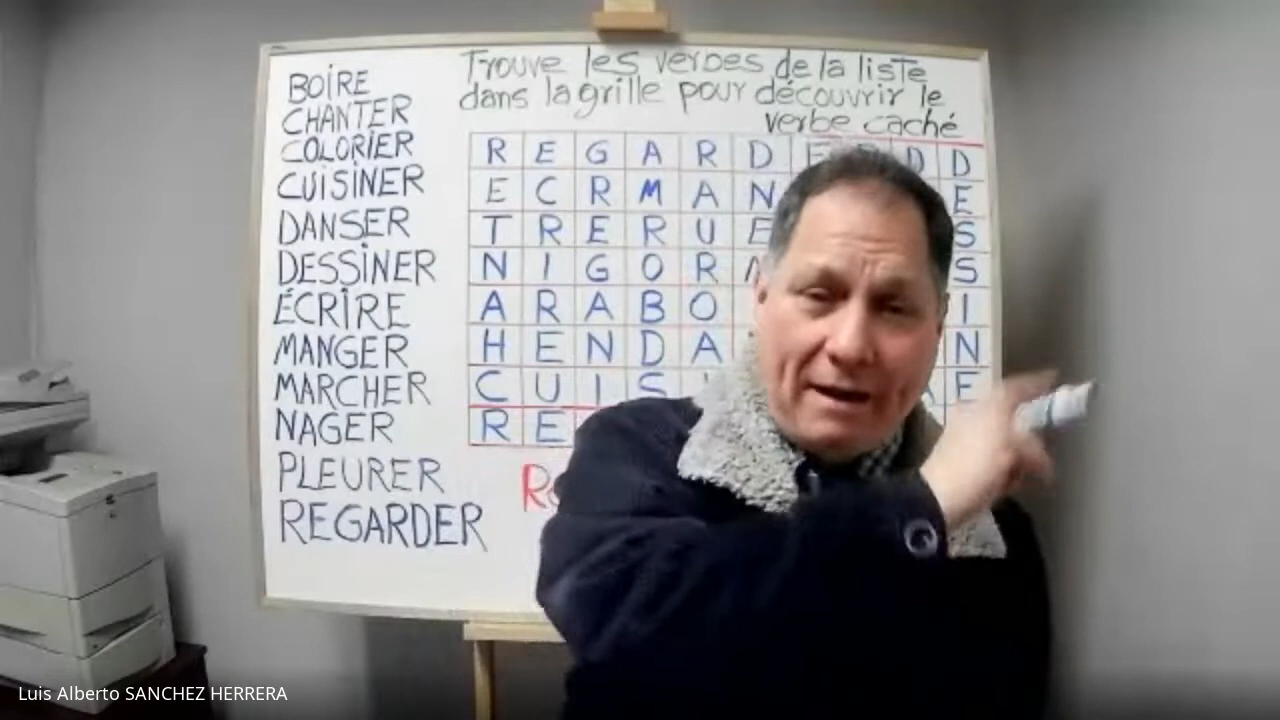 BOIRE
CHANTER
COLORIER
CUISINER
DANSER
DESSINER
ÉCRIRE
MANGER
MARCHER
NAGER
PLEURER
REGARDER
Trouve les verbes de la liste
dans la grille pour découvrir le
verbe caché
R E G A R D E D D
E C R M A N E
T R E R U E S
N I G O R S
A R A B O I
H E N D A N
C U I S E
R E
Luis Alberto SANCHEZ HERRERA